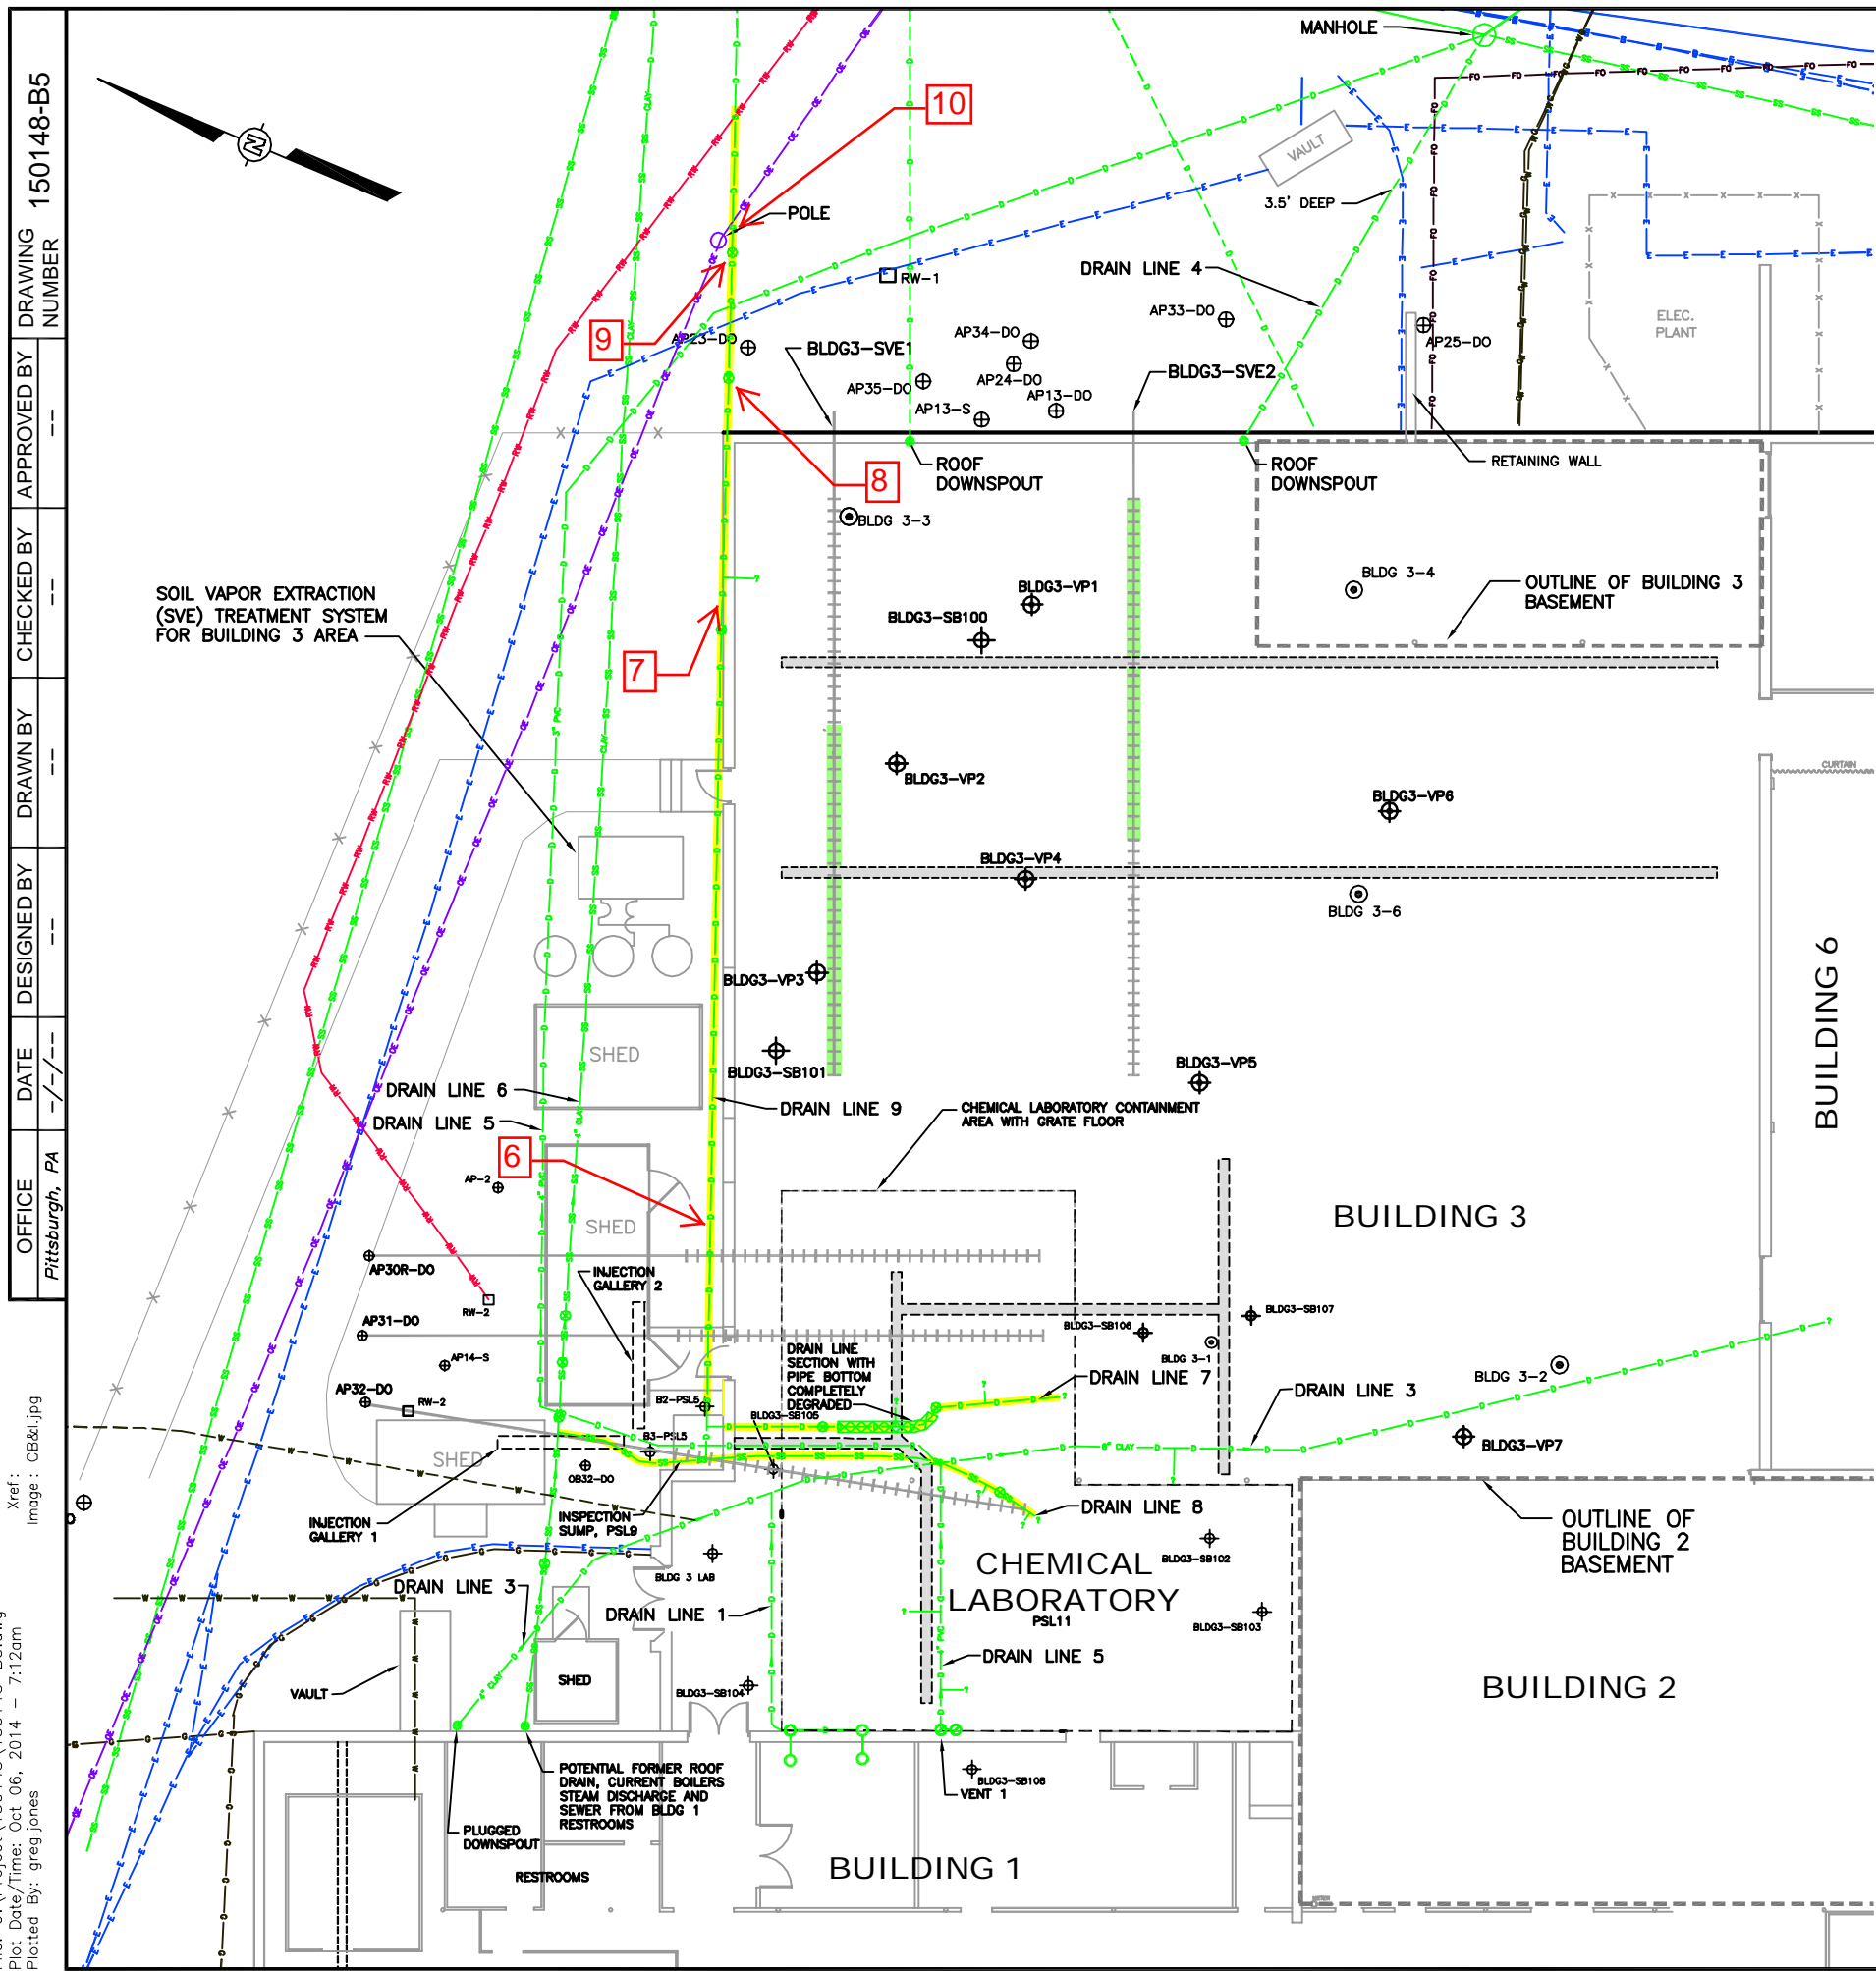 DRAWING
NUMBER
150148-B5
APPROVED BY
--
CHECKED BY
--
DRAWN BY
--
DESIGNED BY
--
DATE
-/-/--
OFFICE
Pittsburgh, PA
Xref:
Image: CB&I.jpg
Plot Date/Time: Oct 06, 2014 - 7:12am
Plotted By: greg.jones
N
MANHOLE
10
POLE
VAULT
3.5' DEEP
RW-1
DRAIN LINE 4
9
AP23-DO
BLDG3-SVE1
AP34-DO
AP33-DO
AP25-DO
ELEC.
PLANT
AP35-DO
AP24-DO
AP13-S
AP13-DO
BLDG3-SVE2
8
ROOF
DOWNSPOUT
ROOF
DOWNSPOUT
RETAINING WALL
BLDG 3-3
BLDG 3-4
OUTLINE OF BUILDING 3
BASEMENT
SOIL VAPOR EXTRACTION
(SVE) TREATMENT SYSTEM
FOR BUILDING 3 AREA
BLDG3-VP1
BLDG3-SB100
7
3" PVC
CLAY
CLAY
BLDG3-VP2
BLDG3-VP6
CURTAIN
BLDG3-VP4
BLDG 3-6
BLDG3-VP3
BUILDING 6
SHED
BLDG3-SB101
BLDG3-VP5
DRAIN LINE 6
DRAIN LINE 5
DRAIN LINE 9
4" CLAY
4" PVC
CHEMICAL LABORATORY CONTAINMENT
AREA WITH GRATE FLOOR
6
AP-2
SHED
BUILDING 3
AP30R-DO
INJECTION
GALLERY 2
RW-2
AP31-DO
AP14-S
BLDG3-SB107
BLDG3-SB106
BLDG 3-1
DRAIN LINE
SECTION WITH
PIPE BOTTOM
COMPLETELY
DEGRADED
DRAIN LINE 7
DRAIN LINE 3
BLDG 3-2
AP32-DO
RW-2
B2-PSL5
BLDG3-SB105
B3-PSL5
6" CLAY
BLDG3-VP7
SHED
OB32-DO
INJECTION
GALLERY 1
INSPECTION
SUMP, PSL9
DRAIN LINE 8
OUTLINE OF
BUILDING 2
BASEMENT
BLDG3-SB102
BLDG 3 LAB
CHEMICAL
LABORATORY
PSL11
DRAIN LINE 3
DRAIN LINE 1
BLDG3-SB103
DRAIN LINE 5
SHED
VAULT
BLDG3-SB104
BUILDING 2
POTENTIAL FORMER ROOF
DRAIN, CURRENT BOILERS
STEAM DISCHARGE AND
SEWER FROM BLDG 1
RESTROOMS
BLDG3-SB108
VENT 1
PLUGGED
DOWNSPOUT
RESTROOMS
BUILDING 1